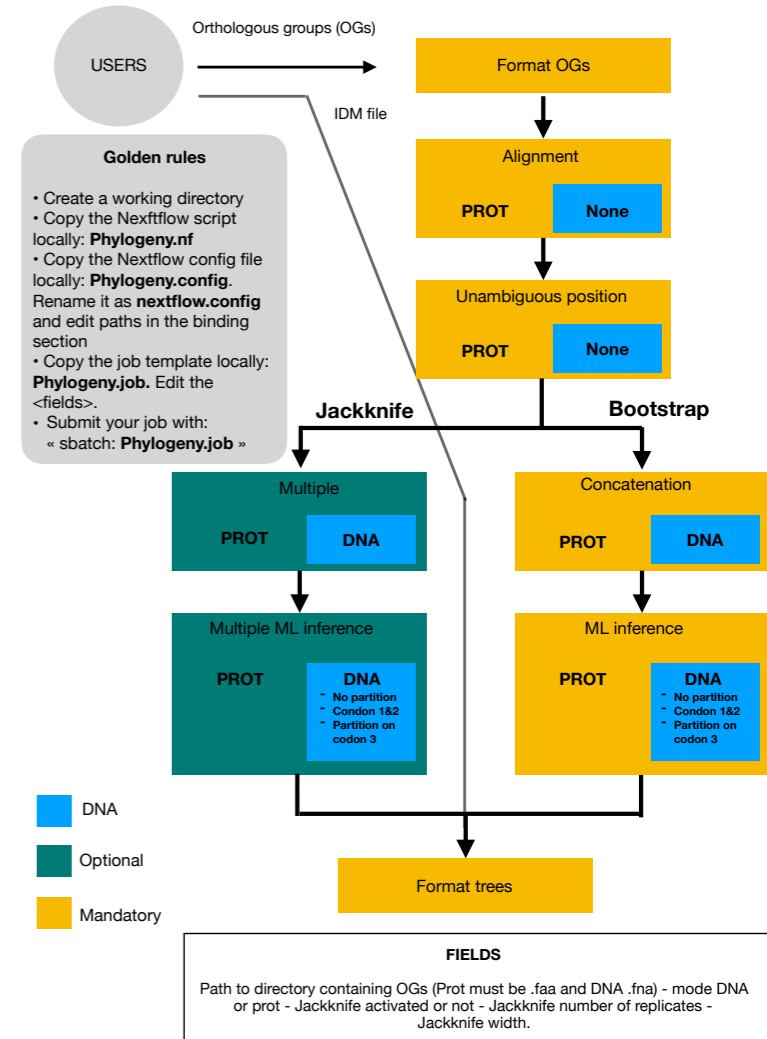 Orthologous groups (OGs)
USERS
Format OGs
IDM file
Golden rules
• Create a working directory
• Copy the Nexftflow script
locally: Phylogeny.nf
• Copy the Nextflow config file
locally: Phylogeny.config.
Rename it as nextflow.config
and edit paths in the binding
section
• Copy the job template locally:
Phylogeny.job. Edit the
<fields>.
• Submit your job with:
« sbatch: Phylogeny.job »
Alignment
PROT
None
Unambiguous position
PROT
None
Jackknife
Bootstrap
Multiple
PROT
DNA
Concatenation
PROT
DNA
Multiple ML inference
PROT
DNA
- No partition
- Condon 1&2
- Partition on
codon 3
ML inference
PROT
DNA
- No partition
- Condon 1&2
- Partition on
codon 3
DNA
Optional
Mandatory
Format trees
FIELDS
Path to directory containing OGs (Prot must be .faa and DNA .fna) - mode DNA
or prot - Jackknife activated or not - Jackknife number of replicates -
Jackknife width.